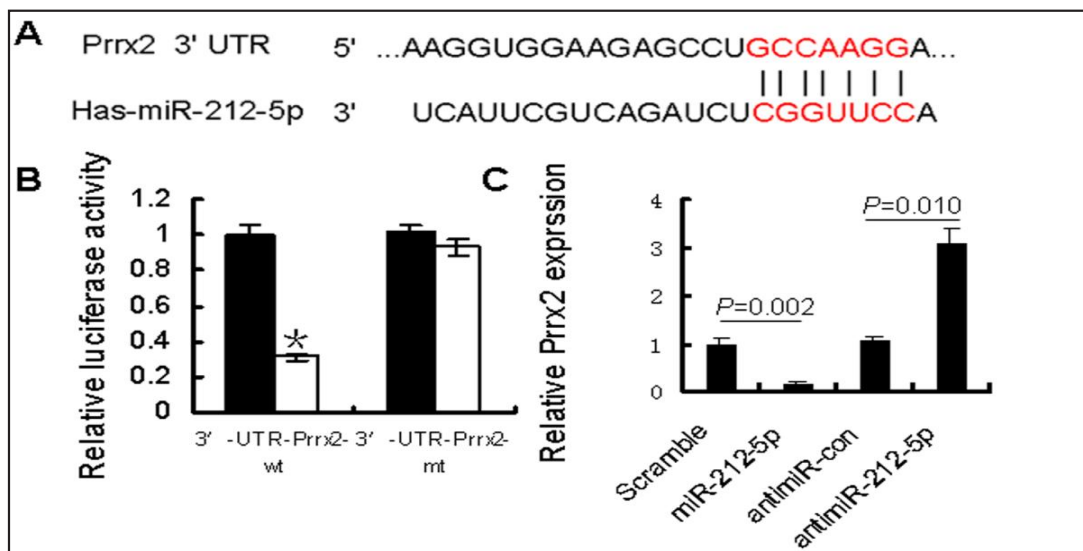 A
Prrx2 3' UTR 5' ...AAGGUGGAAGAGCCUGCCAAGGA...
Has-miR-212-5p 3' UCAUUCGUCAGAUCUCGGUUCCA
B
Relative luciferase activity
1.2
1
0.8
0.6
0.4
0.2
0
*
3' -UTR-Prrx2- 3' -UTR-Prrx2-
wt mt
C
Relative Prrx2 exprssion
4
3
2
1
0
P=0.002
P=0.010
Scramble
miR-212-5p
antimiR-con
antimiR-212-5p